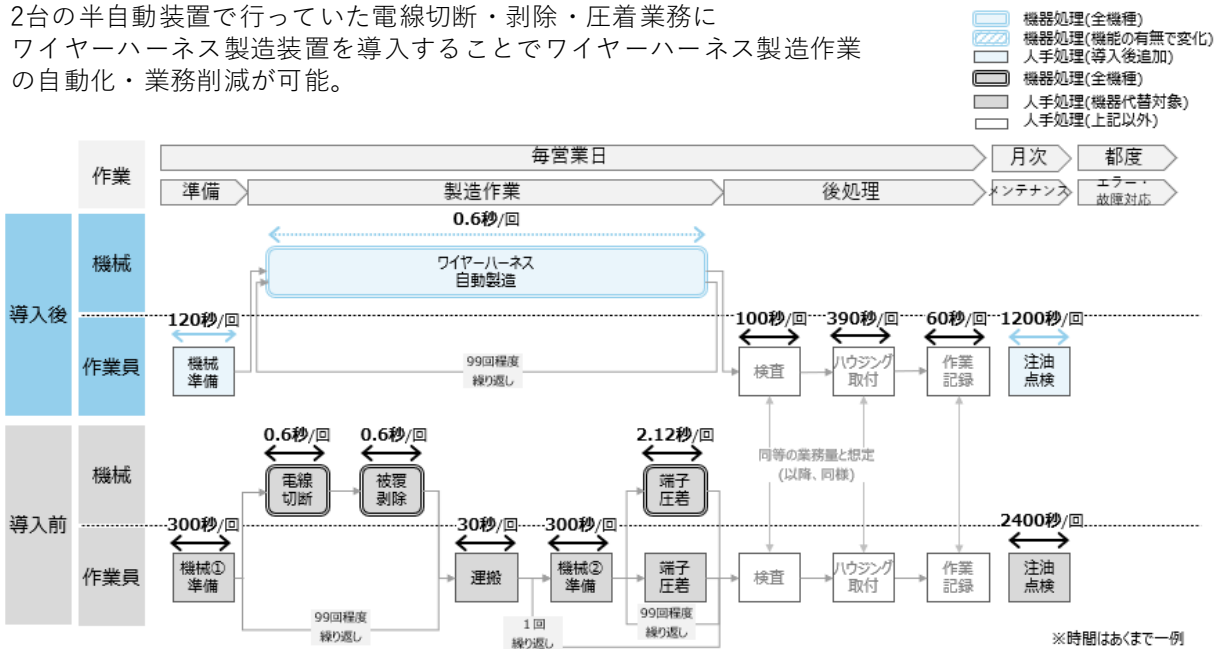 2台の半自動装置で行っていた電線切断・剥除・圧着業務に
ワイヤーハーネス製造装置を導入することでワイヤーハーネス製造作業
の自動化・業務削減が可能。
機器処理(全機種)
機器処理(機能の有無で変化)
人手処理(導入後追加)
機器処理(全機種)
人手処理(機器代替対象)
人手処理(上記以外)
作業
毎営業日
月次
都度
準備
製造作業
後処理
メンテナンス
エラー・
故障対応
導入後
機械
0.6秒/回
ワイヤーハーネス
自動製造
作業員
120秒/回
100秒/回
390秒/回
60秒/回
1200秒/回
機械
準備
99回程度
繰り返し
検査
ハウジング
取付
作業
記録
注油
点検
導入前
機械
0.6秒/回
0.6秒/回
2.12秒/回
電線
切断
被覆
剥除
端子
圧着
同等の業務量と想定
(以降、同様)
作業員
300秒/回
30秒/回
300秒/回
2400秒/回
機械①
準備
運搬
機械②
準備
端子
圧着
検査
ハウジング
取付
作業
記録
注油
点検
99回程度
繰り返し
1回
繰り返し
99回程度
繰り返し
※時間はあくまで一例